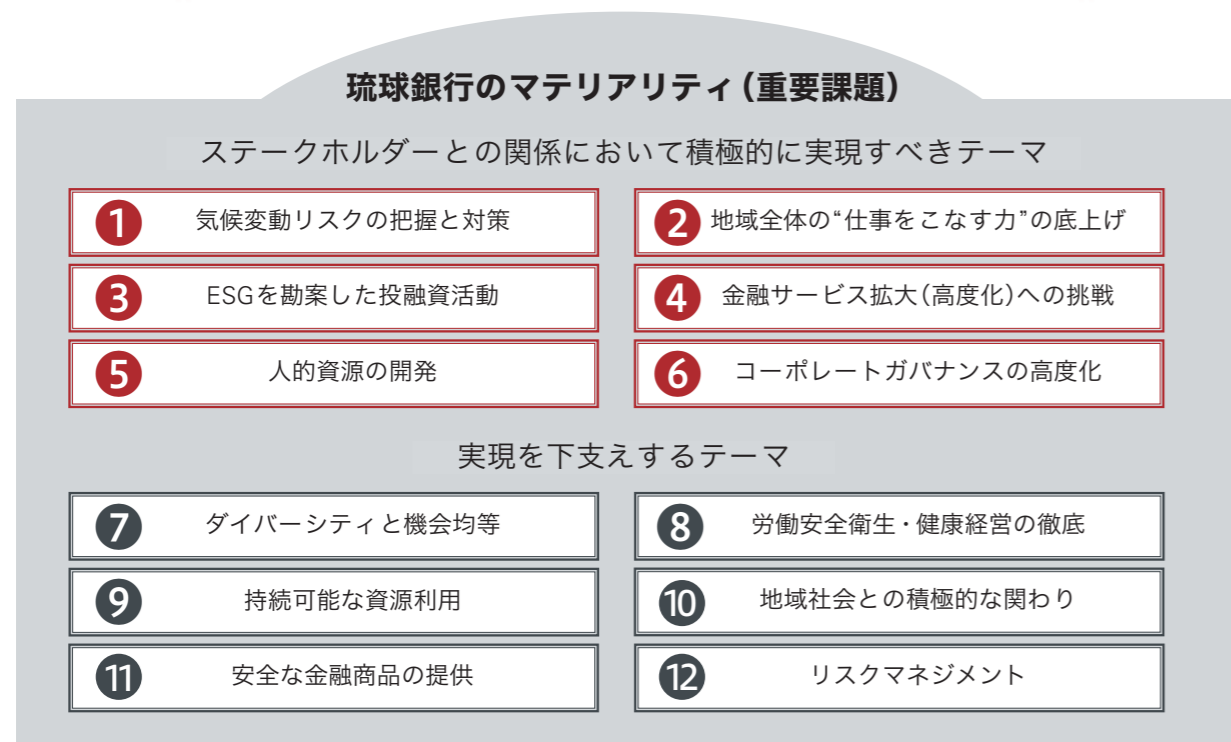 琉球銀行のマテリアリティ(重要課題)
ステークホルダーとの関係において積極的に実現すべきテーマ
1 気候変動リスクの把握と対策
2 地域全体の“仕事をこなす力”の底上げ
3 ESGを勘案した投融資活動
4 金融サービス拡大(高度化)への挑戦
5 人的資源の開発
6 コーポレートガバナンスの高度化
実現を下支えするテーマ
7 ダイバーシティと機会均等
8 労働安全衛生・健康経営の徹底
9 持続可能な資源利用
10 地域社会との積極的な関わり
11 安全な金融商品の提供
12 リスクマネジメント